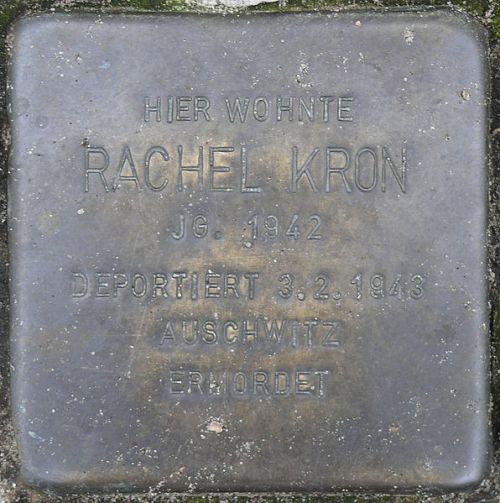 HIER WOHNTE
RACHEL KRON
JG. 1942
DEPORTIERT 3.2.1943
AUSCHWITZ
ERMORDET